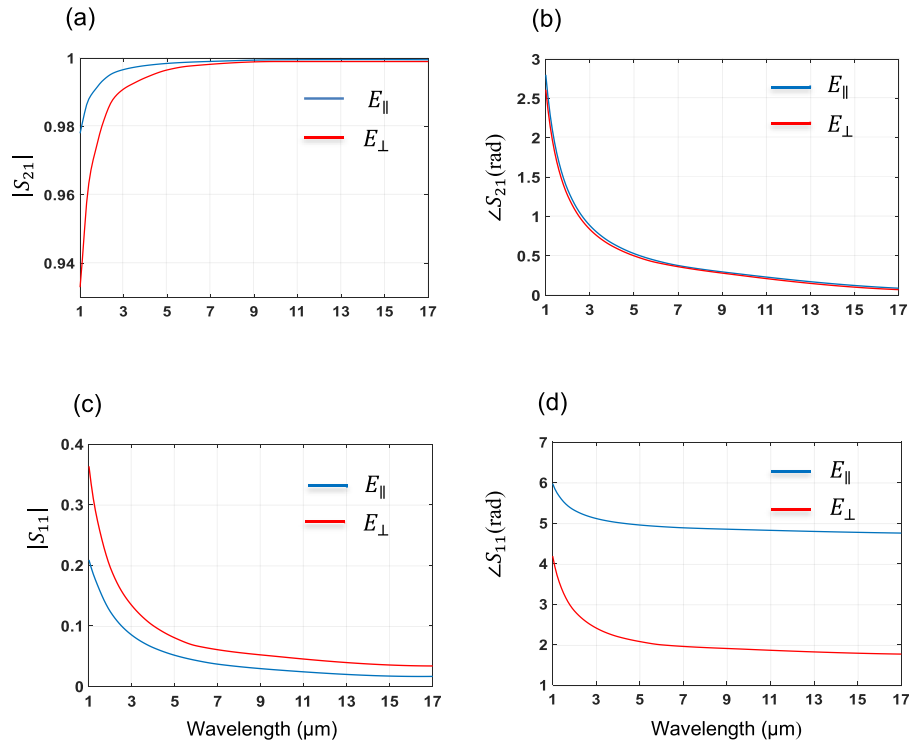 (a)
1
0.98
0.96
0.94
|S21|
E∥
E⊥
1 3 5 7 9 11 13 15 17
(b)
3
2.5
2
1.5
1
0.5
0
∠S21(rad)
E∥
E⊥
1 3 5 7 9 11 13 15 17
(c)
0.4
0.3
0.2
0.1
0
|S11|
E∥
E⊥
1 3 5 7 9 11 13 15 17
Wavelength (μm)
(d)
7
6
5
4
3
2
1
∠S11(rad)
E∥
E⊥
1 3 5 7 9 11 13 15 17
Wavelength (μm)